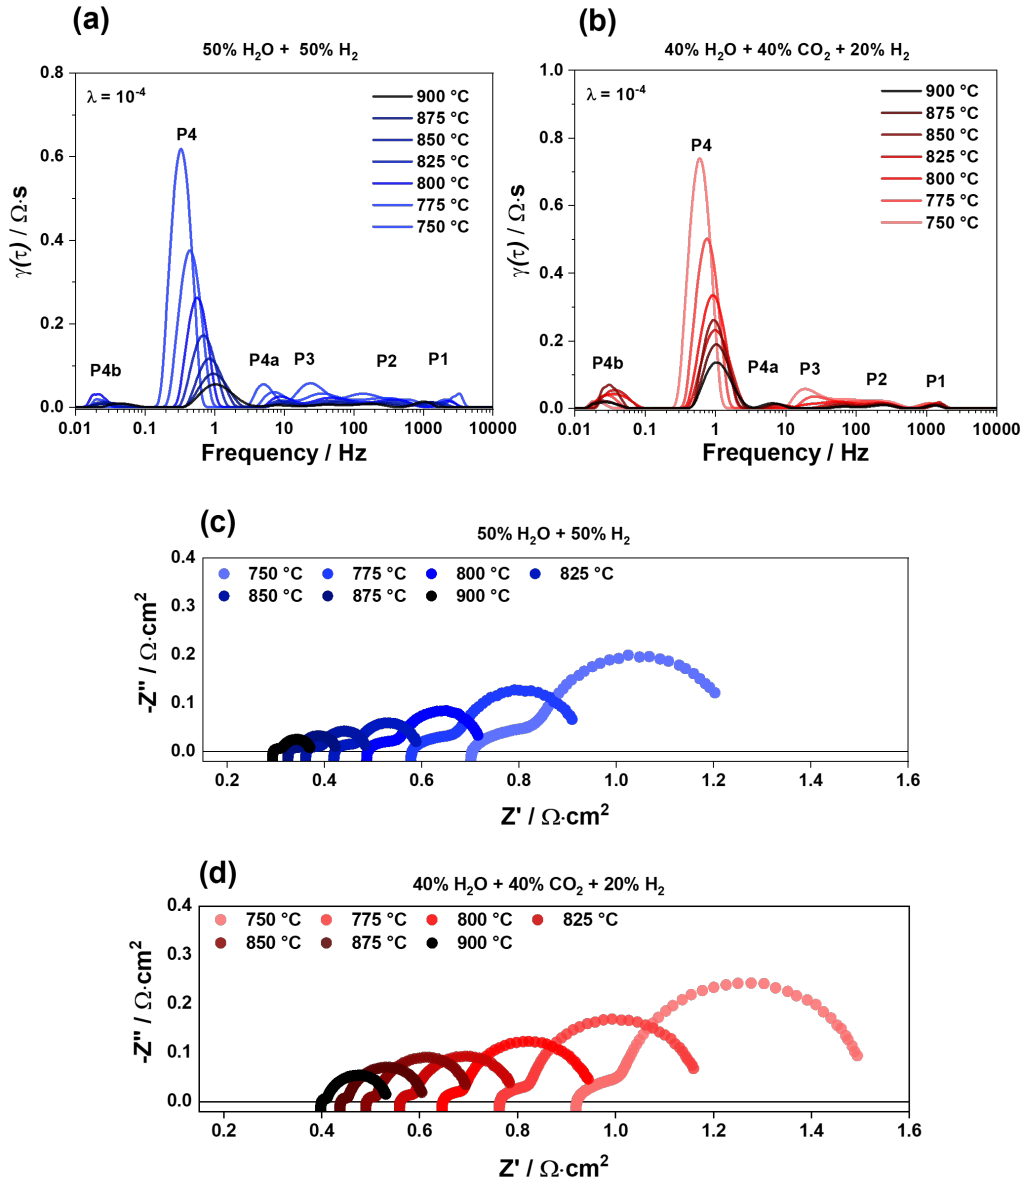 (a)
50% H₂O + 50% H₂
λ = 10⁻⁴
900 °C
875 °C
850 °C
825 °C
800 °C
775 °C
750 °C
P4
P4b
P4a
P3
P2
P1
0.8
0.6
0.4
0.2
0.0
γ(τ) / Ω·s
0.01 0.1 1 10 100 1000 10000
Frequency / Hz
(b)
40% H₂O + 40% CO₂ + 20% H₂
λ = 10⁻⁴
900 °C
875 °C
850 °C
825 °C
800 °C
775 °C
750 °C
P4
P4b
P4a
P3
P2
P1
1.0
0.8
0.6
0.4
0.2
0.0
γ(τ) / Ω·s
0.01 0.1 1 10 100 1000 10000
Frequency / Hz
(c)
50% H₂O + 50% H₂
750 °C 775 °C 800 °C 825 °C
850 °C 875 °C 900 °C
0.4
0.3
0.2
0.1
0.0
-Z'' / Ω·cm²
0.2 0.4 0.6 0.8 1.0 1.2 1.4 1.6
Z' / Ω·cm²
(d)
40% H₂O + 40% CO₂ + 20% H₂
750 °C 775 °C 800 °C 825 °C
850 °C 875 °C 900 °C
0.4
0.3
0.2
0.1
0.0
-Z'' / Ω·cm²
0.2 0.4 0.6 0.8 1.0 1.2 1.4 1.6
Z' / Ω·cm²